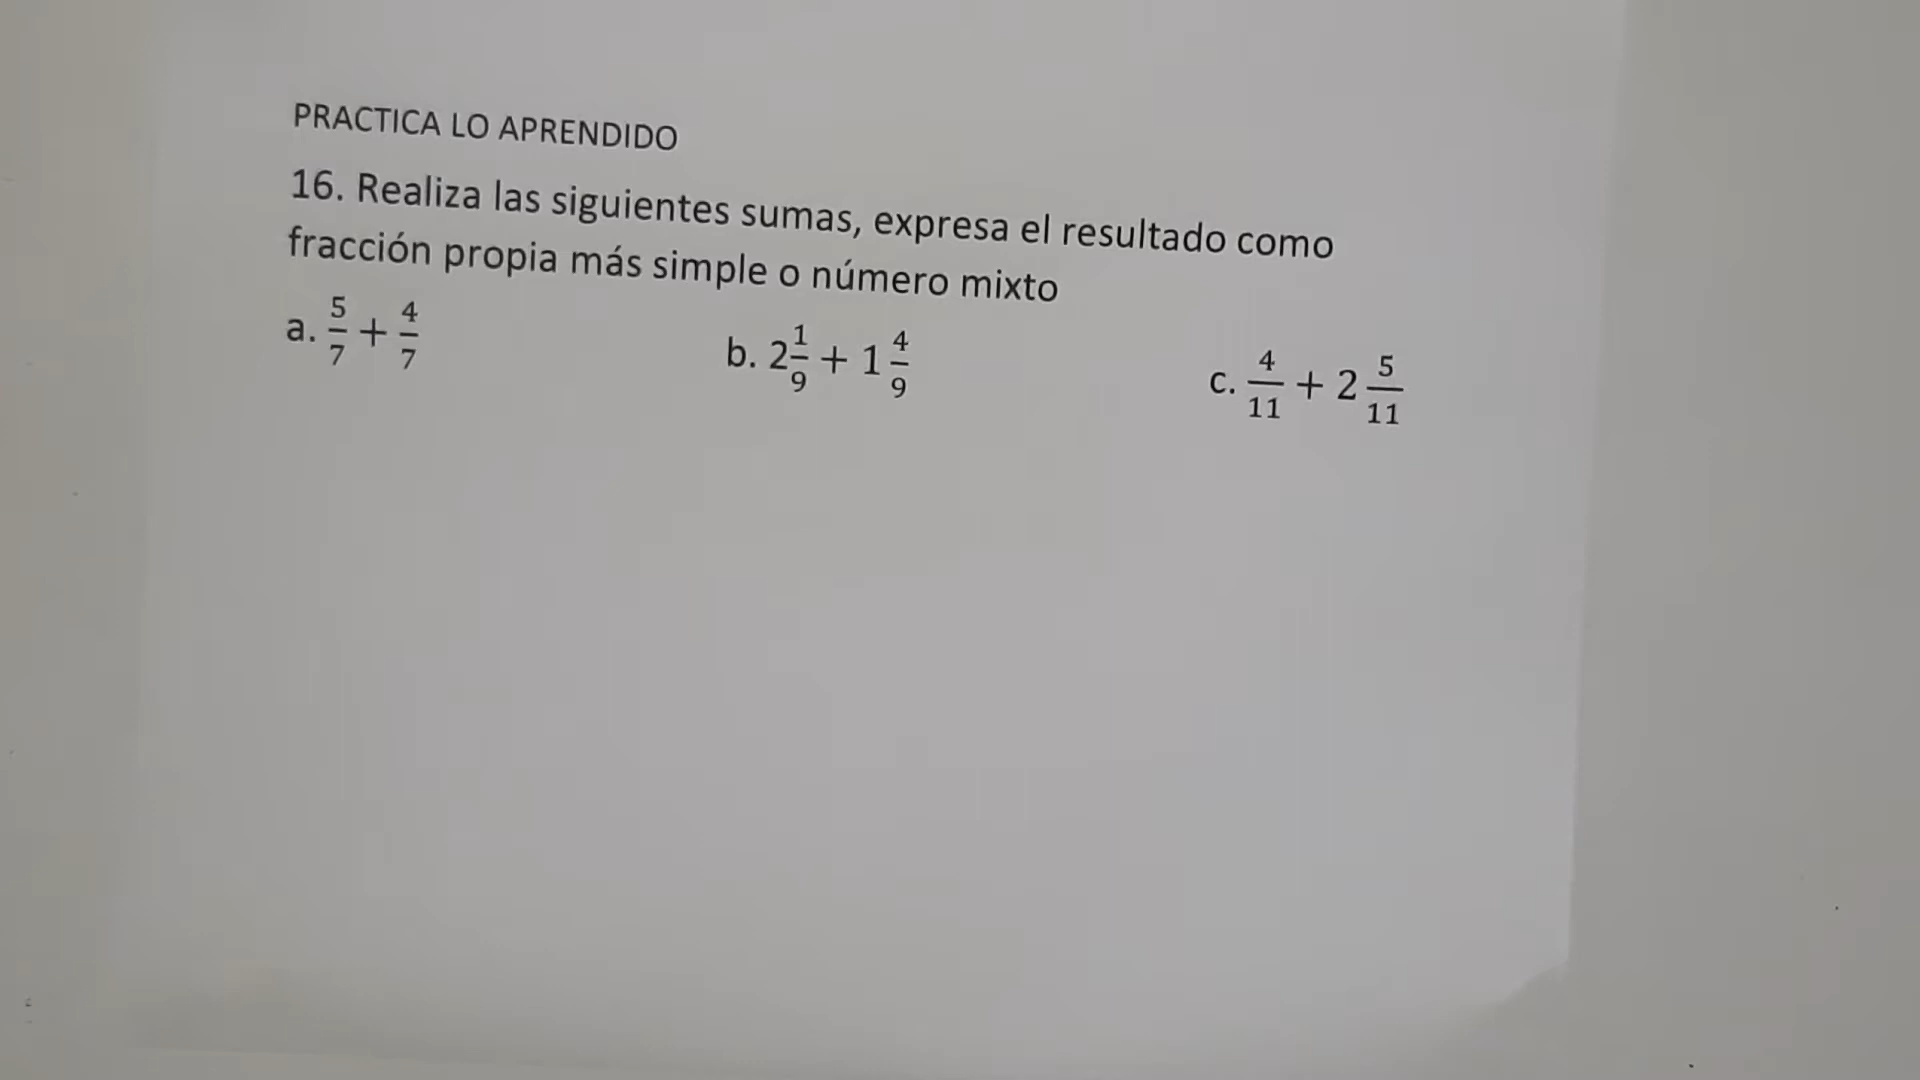 PRACTICA LO APRENDIDO
16. Realiza las siguientes sumas, expresa el resultado como
fracción propia más simple o número mixto
a. 5/7 + 4/7 b. 2 1/9 + 1 4/9 c. 4/11 + 2 5/11